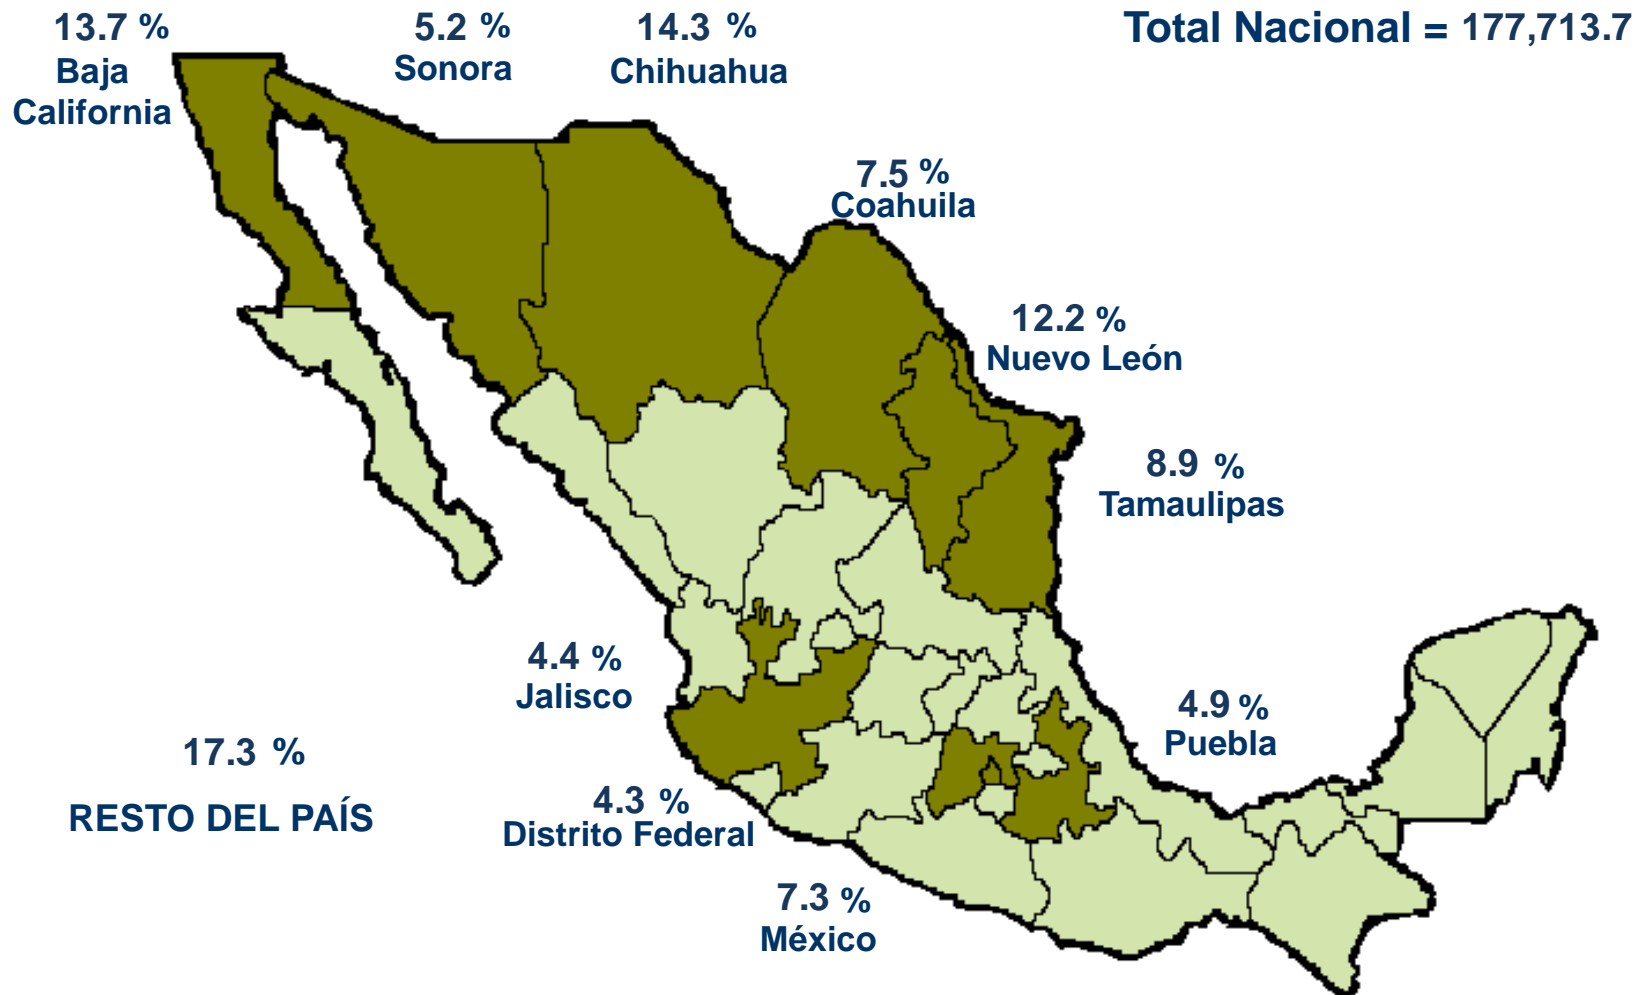 13.7 %
Baja
California
5.2 %
Sonora
14.3 %
Chihuahua
Total Nacional = 177,713.7
7.5 %
Coahuila
12.2 %
Nuevo León
8.9 %
Tamaulipas
4.4 %
Jalisco
4.9 %
Puebla
17.3 %
RESTO DEL PAÍS
4.3 %
Distrito Federal
7.3 %
México